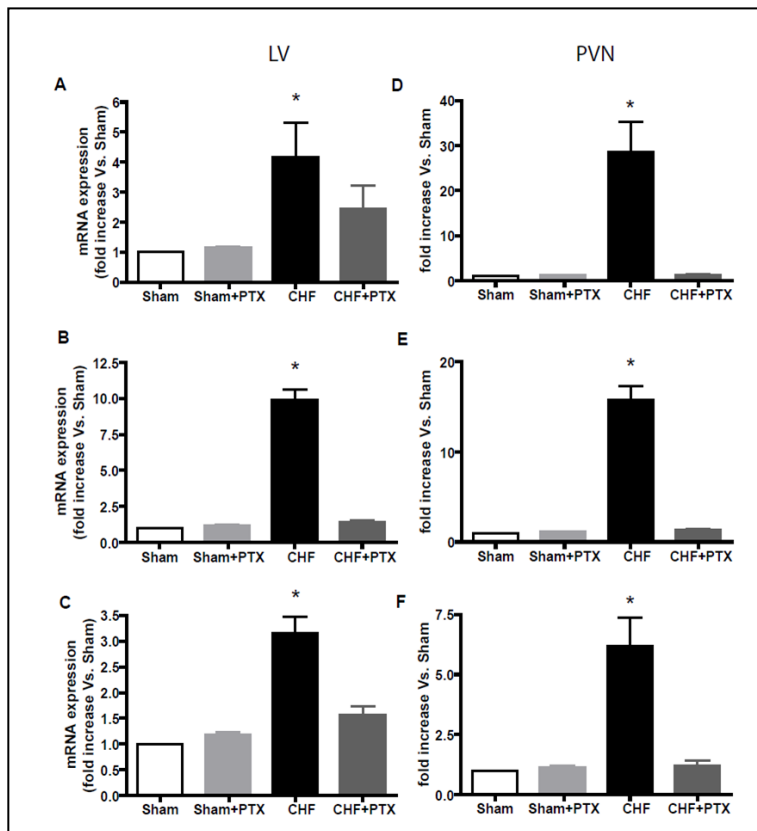 LV
PVN
A
mRNA expression
(fold increase Vs. Sham)
6
5
4
3
2
1
0
*
Sham Sham+PTX CHF CHF+PTX
D
fold increase Vs. Sham
40
30
20
10
0
*
Sham Sham+PTX CHF CHF+PTX
B
mRNA expression
(fold increase Vs. Sham)
12.5
10.0
7.5
5.0
2.5
0.0
*
Sham Sham+PTX CHF CHF+PTX
E
fold increase Vs. Sham
20
10
0
*
Sham Sham+PTX CHF CHF+PTX
C
mRNA expression
(fold increase Vs. Sham)
3.5
3.0
2.5
2.0
1.5
1.0
0.5
0.0
*
Sham Sham+PTX CHF CHF+PTX
F
fold increase Vs. Sham
7.5
5.0
2.5
0.0
*
Sham Sham+PTX CHF CHF+PTX